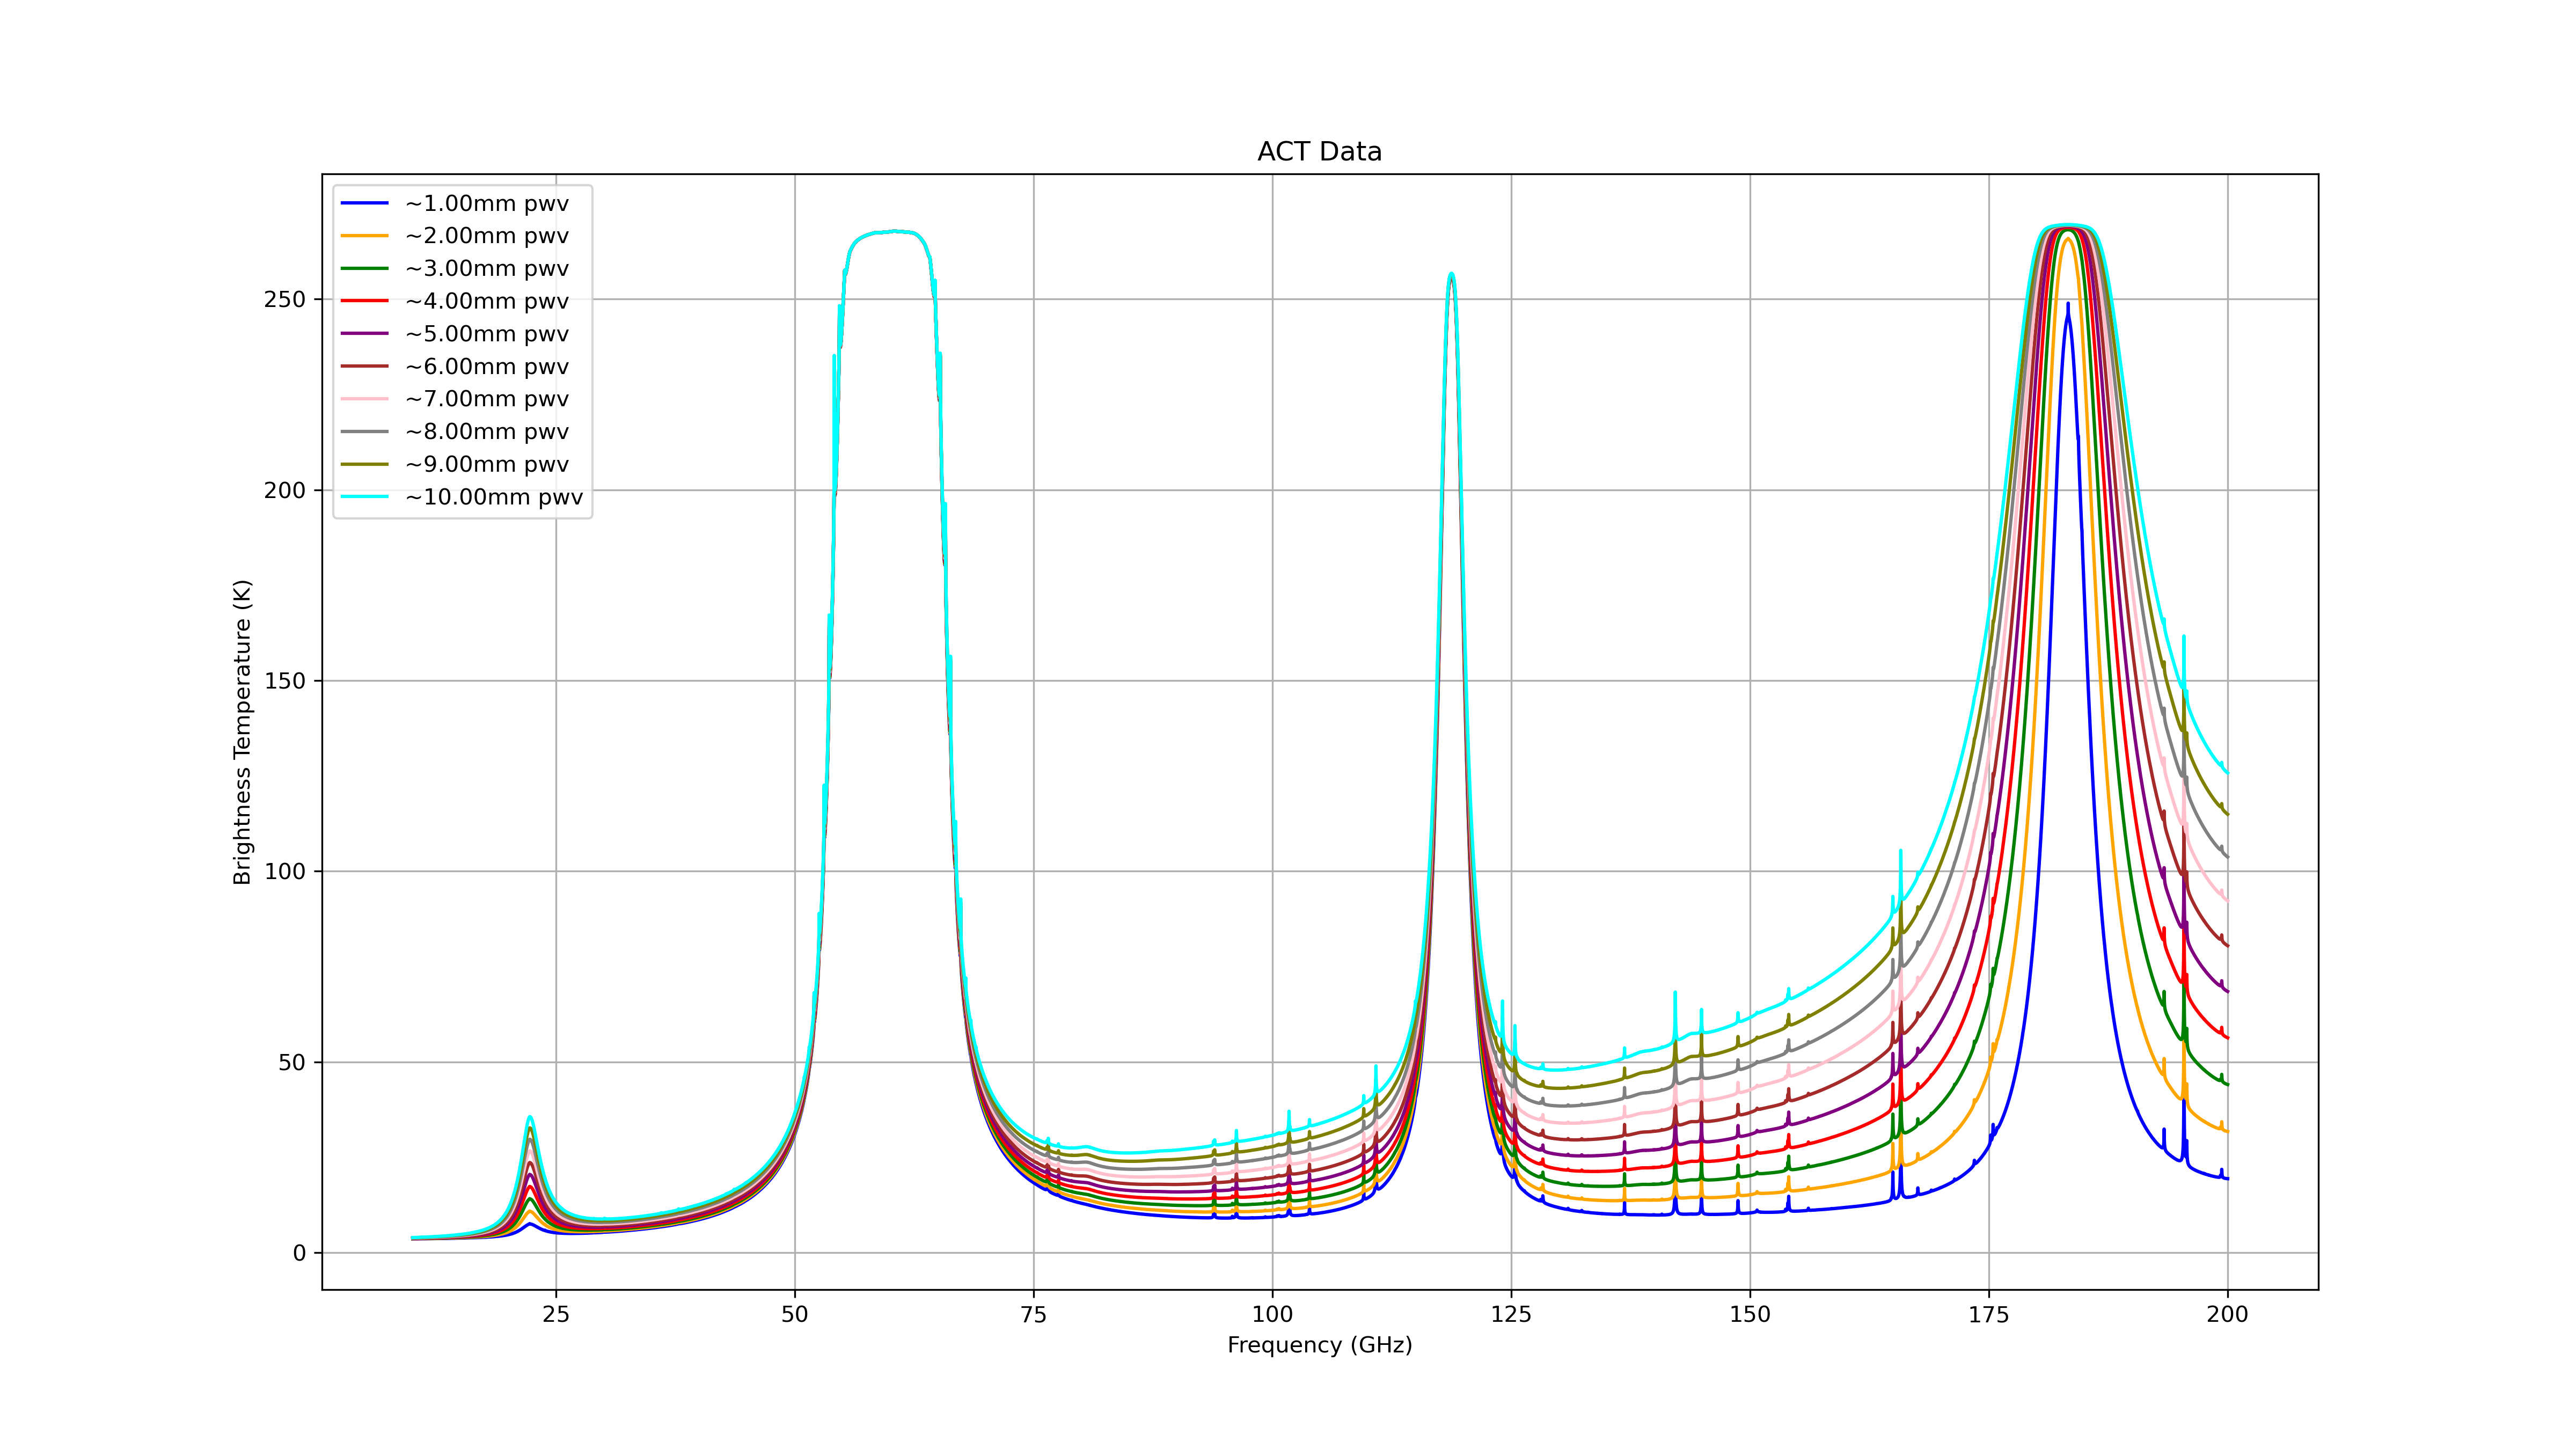 ACT Data
~1.00mm pwv
~2.00mm pwv
~3.00mm pwv
~4.00mm pwv
~5.00mm pwv
~6.00mm pwv
~7.00mm pwv
~8.00mm pwv
~9.00mm pwv
~10.00mm pwv
Brightness Temperature (K)
250
200
150
100
50
0
25 50 75 100 125 150 175 200
Frequency (GHz)